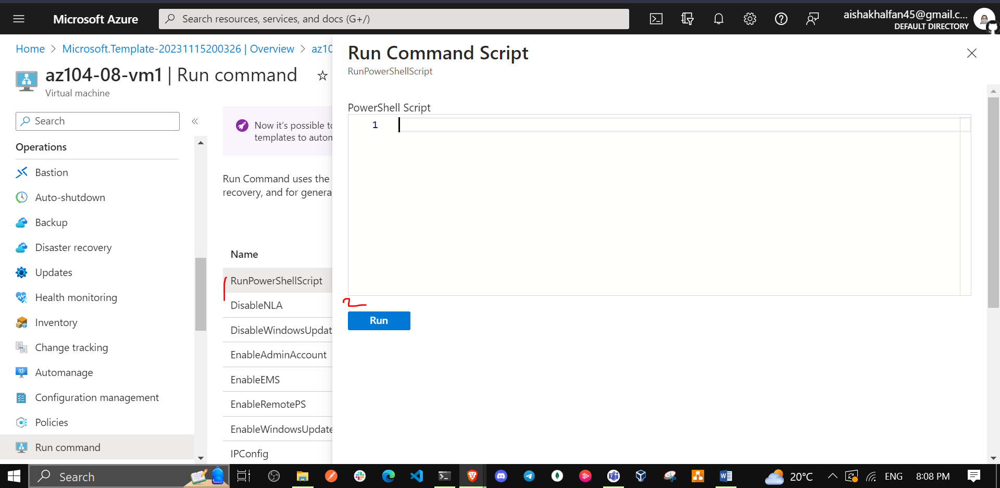 Microsoft Azure
Search resources, services, and docs (G+/)
aishakhalfan45@gmail.c...
DEFAULT DIRECTORY
Home > Microsoft.Template-20231115200326 | Overview > az10
az104-08-vm1 | Run command
Virtual machine
Search
«
Operations
Bastion
Auto-shutdown
Backup
Disaster recovery
Updates
Health monitoring
Inventory
Change tracking
Automanage
Configuration management
Policies
Run command
Now it's possible to
templates to autom
Run Command uses the
recovery, and for genera
Name
RunPowerShellScript
DisableNLA
DisableWindowsUpdat
EnableAdminAccount
EnableEMS
EnableRemotePS
EnableWindowsUpdate
IPConfig
Run Command Script
RunPowerShellScript
PowerShell Script
1
2
Run
Search
20°C
ENG
8:08 PM